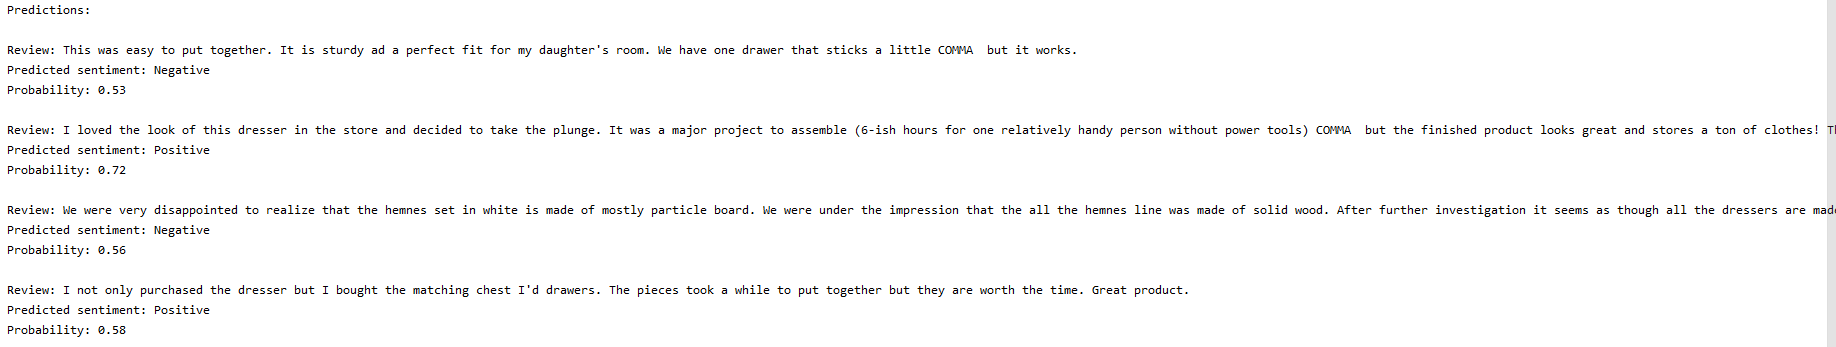 Predictions:
Review: This was easy to put together. It is sturdy ad a perfect fit for my daughter's room. We have one drawer that sticks a little COMMA  but it works.
Predicted sentiment: Negative
Probability: 0.53
Review: I loved the look of this dresser in the store and decided to take the plunge. It was a major project to assemble (6-ish hours for one relatively handy person without power tools) COMMA  but the finished product looks great and stores a ton of clothes!
Predicted sentiment: Positive
Probability: 0.72
Review: We were very disappointed to realize that the hemnes set in white is made of mostly particle board. We were under the impression that the all the hemnes line was made of solid wood. After further investigation it seems as though all the dressers are
Predicted sentiment: Negative
Probability: 0.56
Review: I not only purchased the dresser but I bought the matching chest I'd drawers. The pieces took a while to put together but they are worth the time. Great product.
Predicted sentiment: Positive
Probability: 0.58